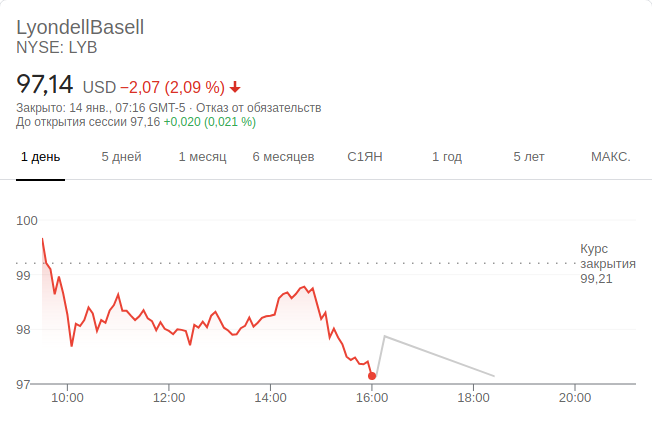 LyondellBasell
NYSE: LYB
97,14 USD −2,07 (2,09 %)
Закрыто: 14 янв., 07:16 GMT-5 · Отказ от обязательств
До открытия сессии 97,16 +0,020 (0,021 %)
1 день 5 дней 1 месяц 6 месяцев С1ЯН 1 год 5 лет МАКС.
100
Курс
закрытия
99,21
99
98
97
10:00 12:00 14:00 16:00 18:00 20:00